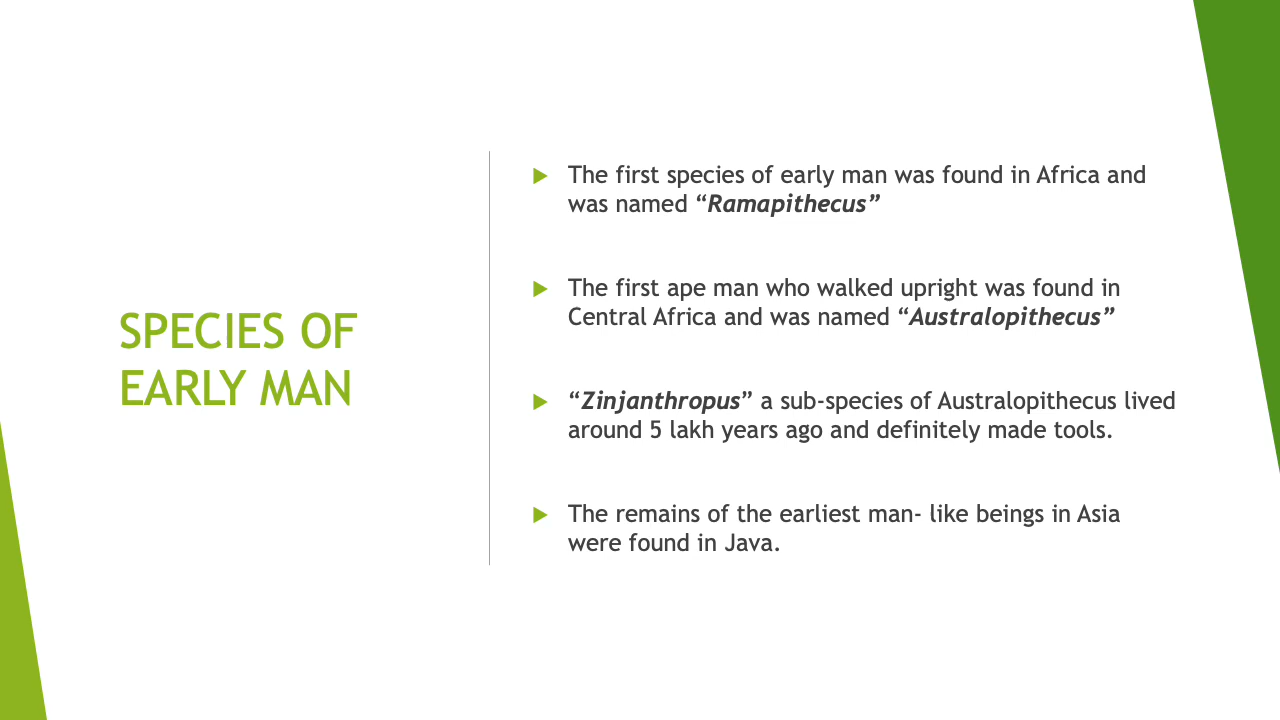 SPECIES OF
EARLY MAN
The first species of early man was found in Africa and
was named “Ramapithecus”
The first ape man who walked upright was found in
Central Africa and was named “Australopithecus”
“Zinjanthropus” a sub-species of Australopithecus lived
around 5 lakh years ago and definitely made tools.
The remains of the earliest man- like beings in Asia
were found in Java.